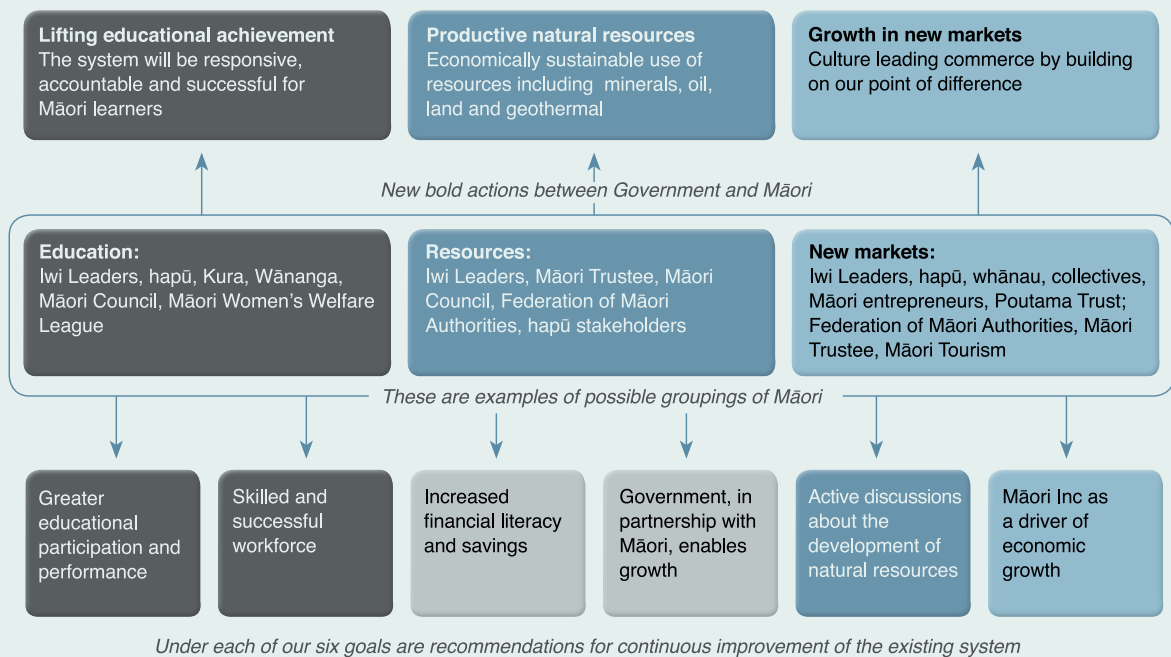 Lifting educational achievement
The system will be responsive,
accountable and successful for
Māori learners
Productive natural resources
Economically sustainable use of
resources including minerals, oil,
land and geothermal
Growth in new markets
Culture leading commerce by building
on our point of difference
New bold actions between Government and Māori
Education:
Iwi Leaders, hapū, Kura, Wānanga,
Māori Council, Māori Women’s Welfare
League
Resources:
Iwi Leaders, Māori Trustee, Māori
Council, Federation of Māori
Authorities, hapū stakeholders
New markets:
Iwi Leaders, hapū, whānau, collectives,
Māori entrepreneurs, Poutama Trust;
Federation of Māori Authorities, Māori
Trustee, Māori Tourism
These are examples of possible groupings of Māori
Greater
educational
participation and
performance
Skilled and
successful
workforce
Increased
financial literacy
and savings
Government, in
partnership with
Māori, enables
growth
Active discussions
about the
development of
natural resources
Māori Inc as
a driver of
economic
growth
Under each of our six goals are recommendations for continuous improvement of the existing system